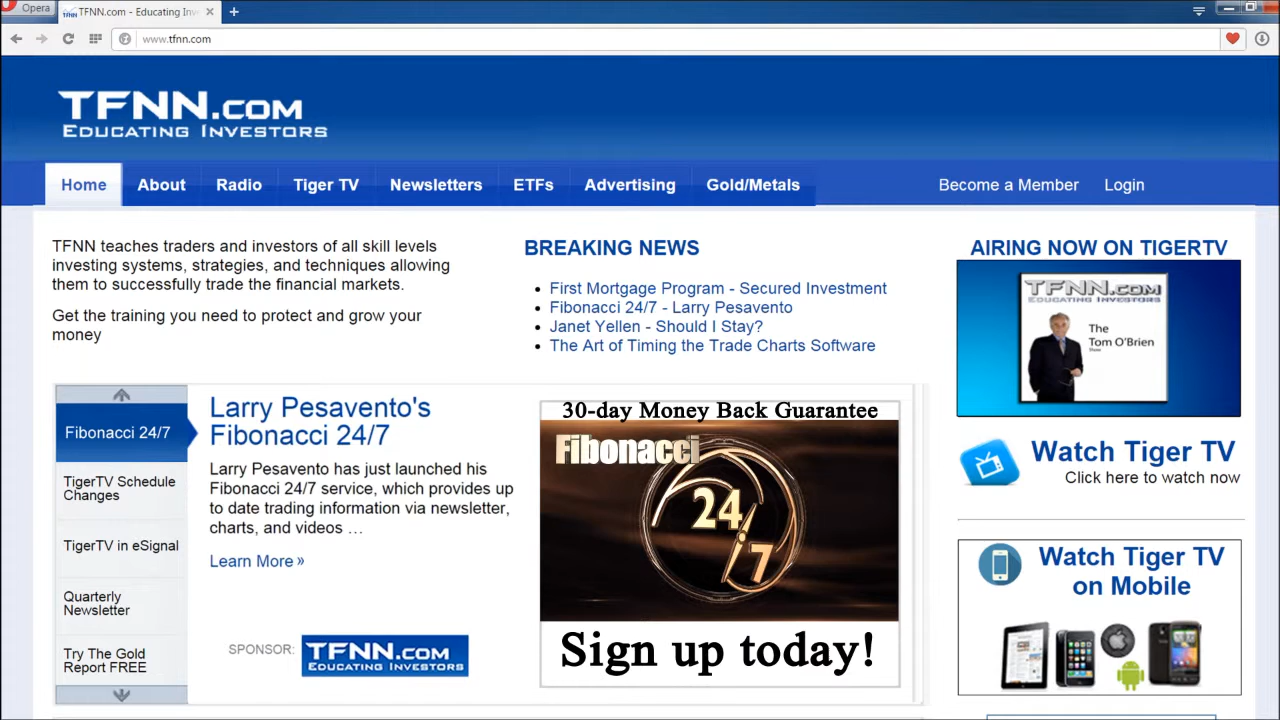 Opera
TFNN.com - Educating Inv
www.tfnn.com
TFNN.COM
EDUCATING INVESTORS
Home
About
Radio
Tiger TV
Newsletters
ETFs
Advertising
Gold/Metals
Become a Member
Login
TFNN teaches traders and investors of all skill levels
investing systems, strategies, and techniques allowing
them to successfully trade the financial markets.
Get the training you need to protect and grow your
money
BREAKING NEWS
First Mortgage Program - Secured Investment
Fibonacci 24/7 - Larry Pesavento
Janet Yellen - Should I Stay?
The Art of Timing the Trade Charts Software
AIRING NOW ON TIGERTV
TFNN.COM
EDUCATING INVESTORS
The
Tom O'Brien
Show
Watch Tiger TV
Click here to watch now
Fibonacci 24/7
TigerTV Schedule
Changes
TigerTV in eSignal
Quarterly
Newsletter
Try The Gold
Report FREE
Larry Pesavento's
Fibonacci 24/7
Larry Pesavento has just launched his
Fibonacci 24/7 service, which provides up
to date trading information via newsletter,
charts, and videos …
Learn More »
SPONSOR:
TFNN.COM
EDUCATING INVESTORS
30-day Money Back Guarantee
Fibonacci
24/7
Sign up today!
Watch Tiger TV
on Mobile